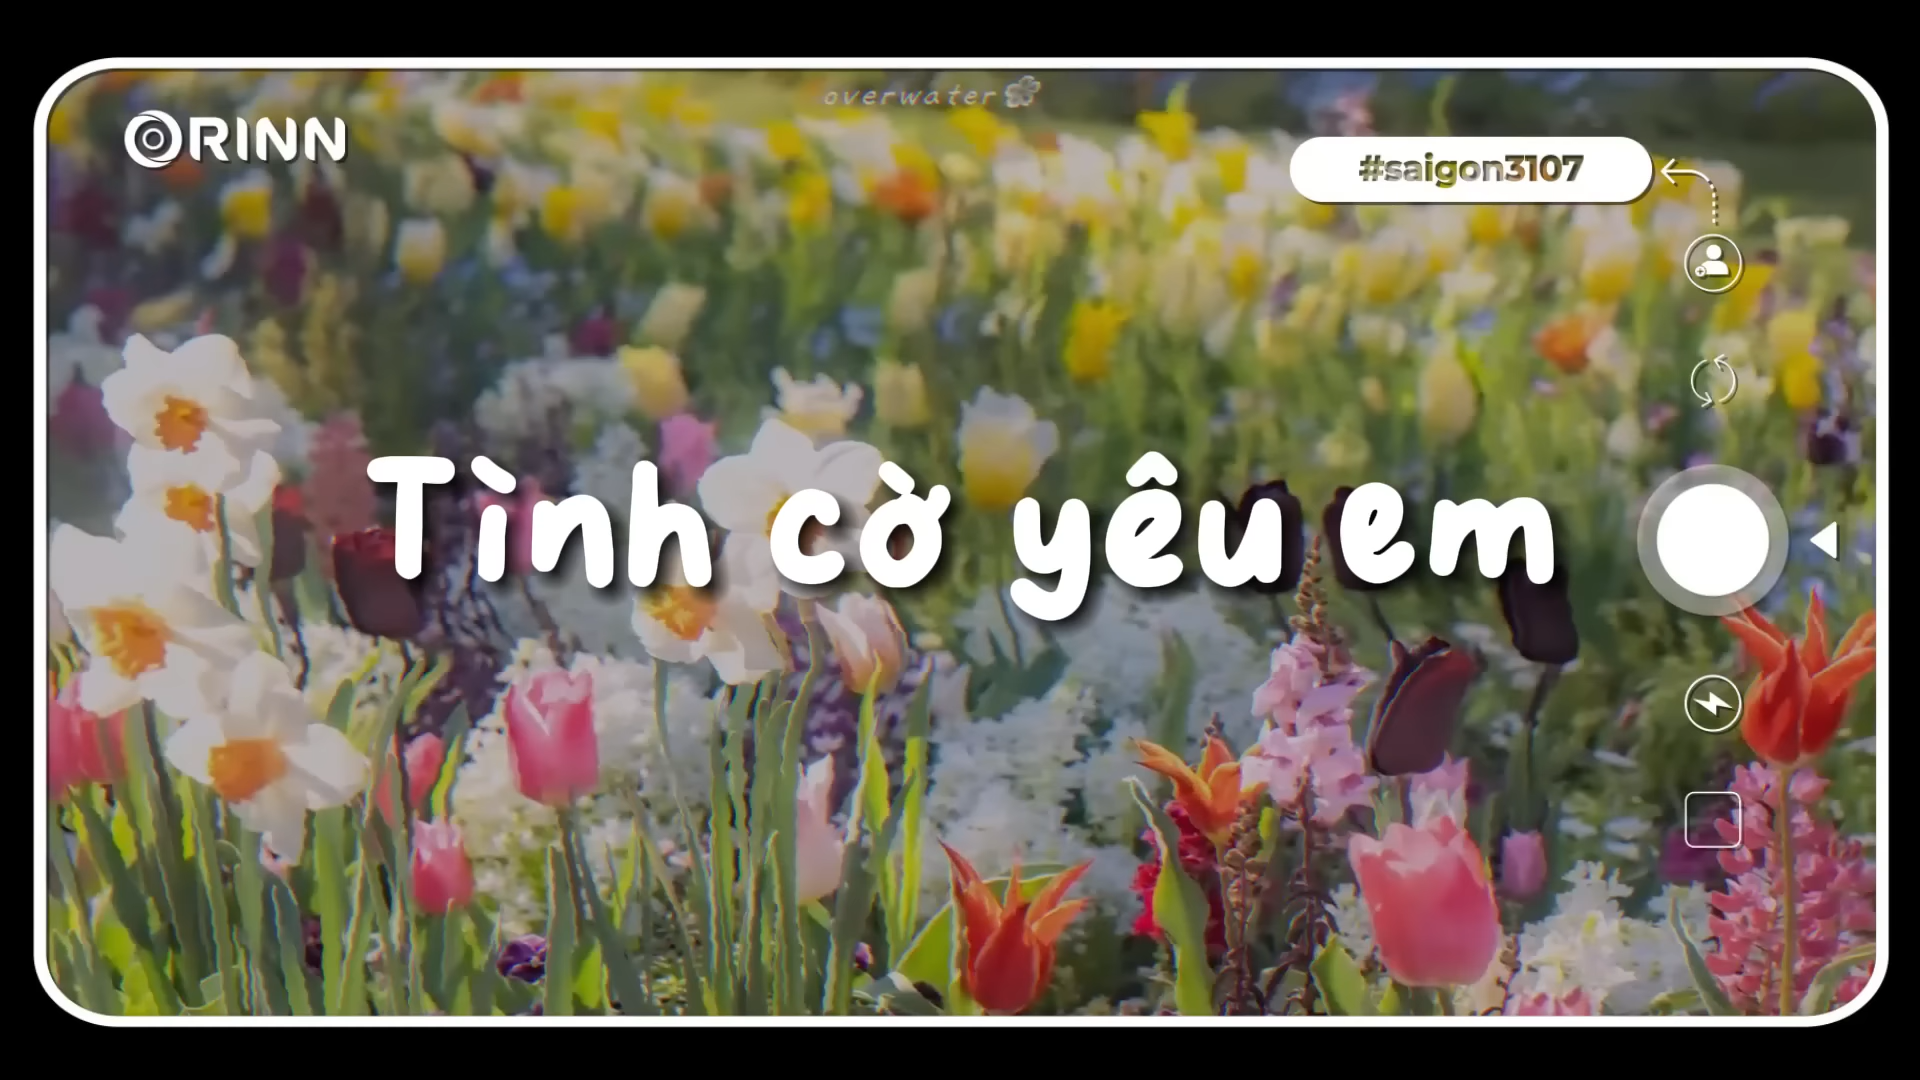 overwater
ORINN
#saigon3107
Tình cờ yêu em